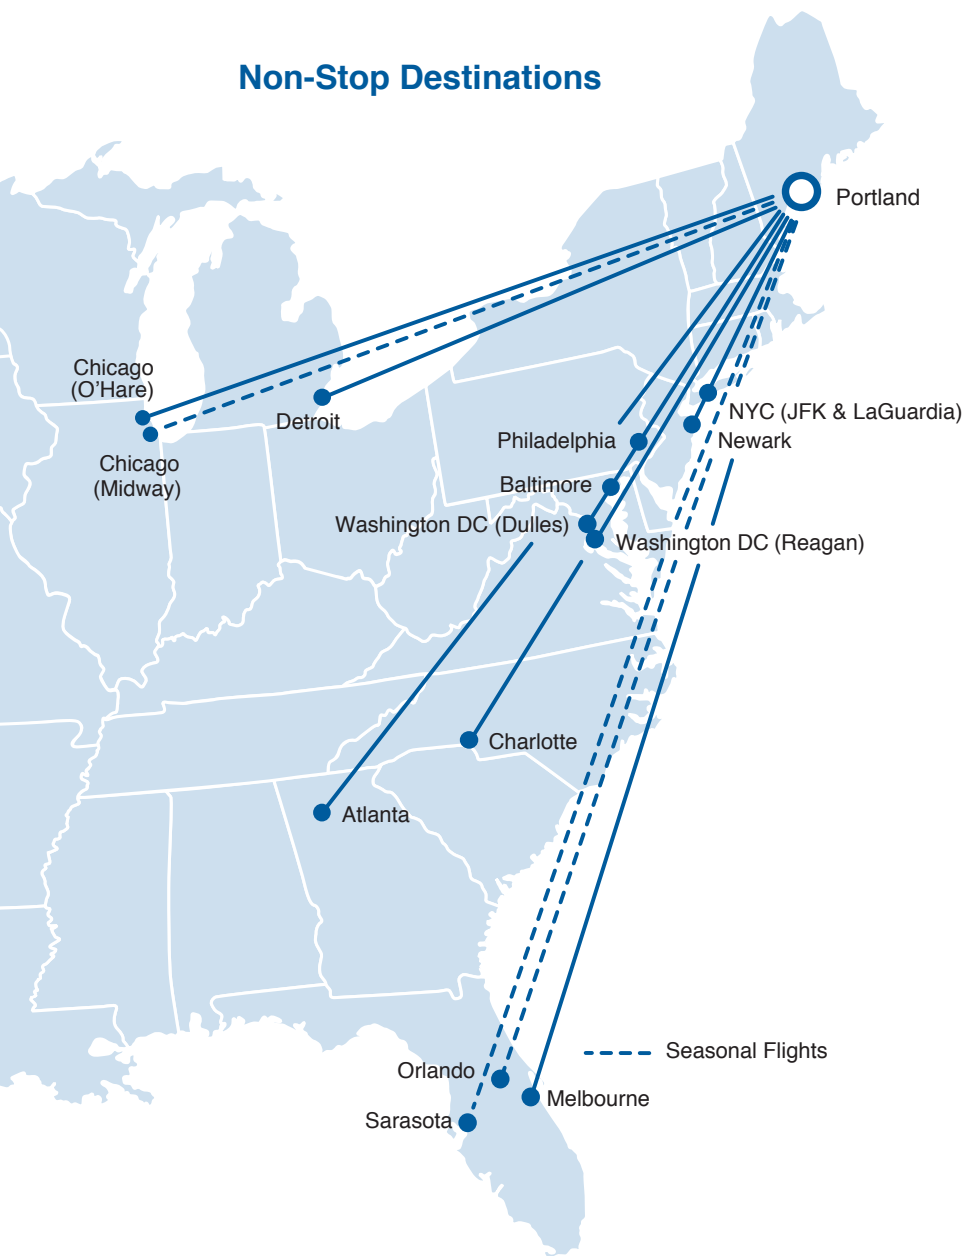 Non-Stop Destinations
Portland
Chicago
(O'Hare)
Detroit
NYC (JFK & LaGuardia)
Philadelphia
Newark
Chicago
(Midway)
Baltimore
Washington DC (Dulles)
Washington DC (Reagan)
Charlotte
Atlanta
Seasonal Flights
Orlando
Melbourne
Sarasota